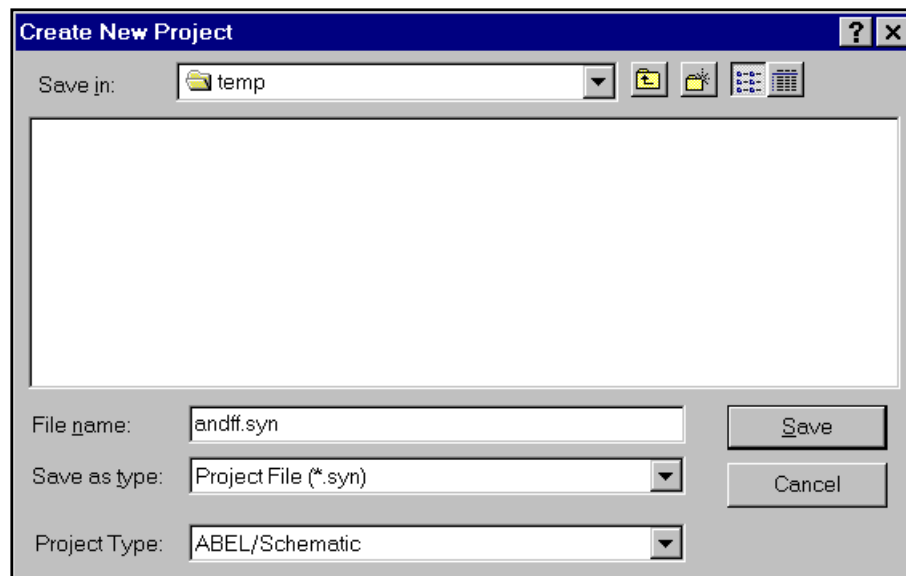 Create New Project
Save in: temp
File name: andff.syn Save
Save as type: Project File (*.syn) Cancel
Project Type: ABEL/Schematic